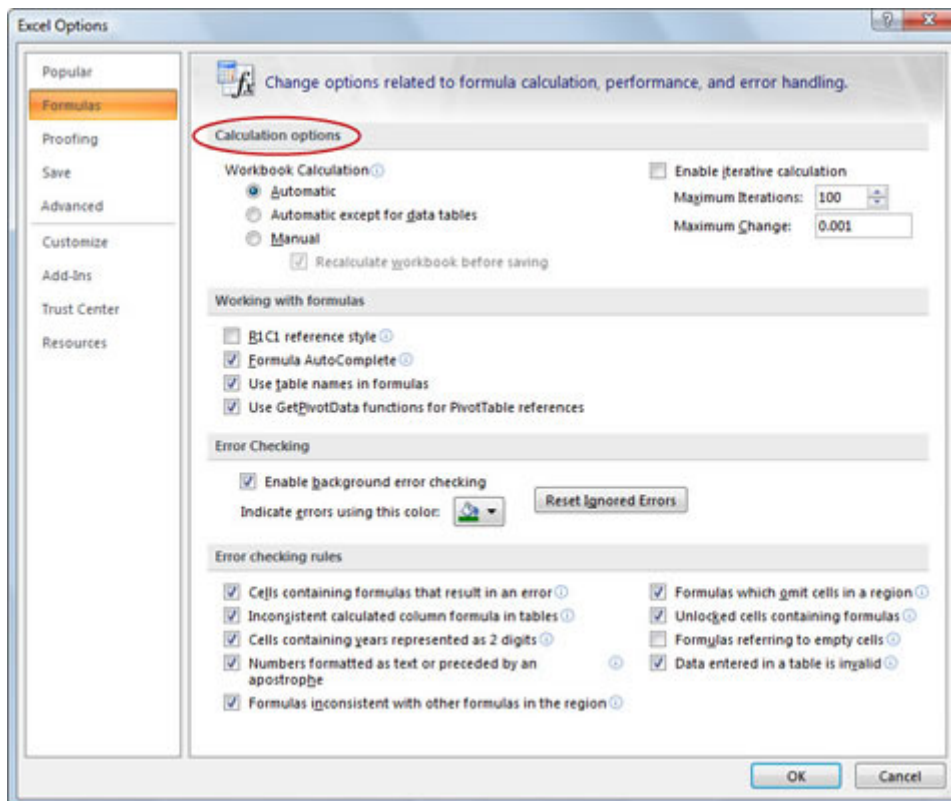 Excel Options
Popular
Formulas
Proofing
Save
Advanced
Customize
Add-Ins
Trust Center
Resources
Change options related to formula calculation, performance, and error handling.
Calculation options
Workbook Calculation
Automatic
Automatic except for data tables
Manual
Recalculate workbook before saving
Enable iterative calculation
Maximum Iterations: 100
Maximum Change: 0.001
Working with formulas
R1C1 reference style
Formula AutoComplete
Use table names in formulas
Use GetPivotData functions for PivotTable references
Error Checking
Enable background error checking
Indicate errors using this color:
Reset Ignored Errors
Error checking rules
Cells containing formulas that result in an error
Inconsistent calculated column formula in tables
Cells containing years represented as 2 digits
Numbers formatted as text or preceded by an
apostrophe
Formulas inconsistent with other formulas in the region
Formulas which omit cells in a region
Unlocked cells containing formulas
Formulas referring to empty cells
Data entered in a table is invalid
OK
Cancel